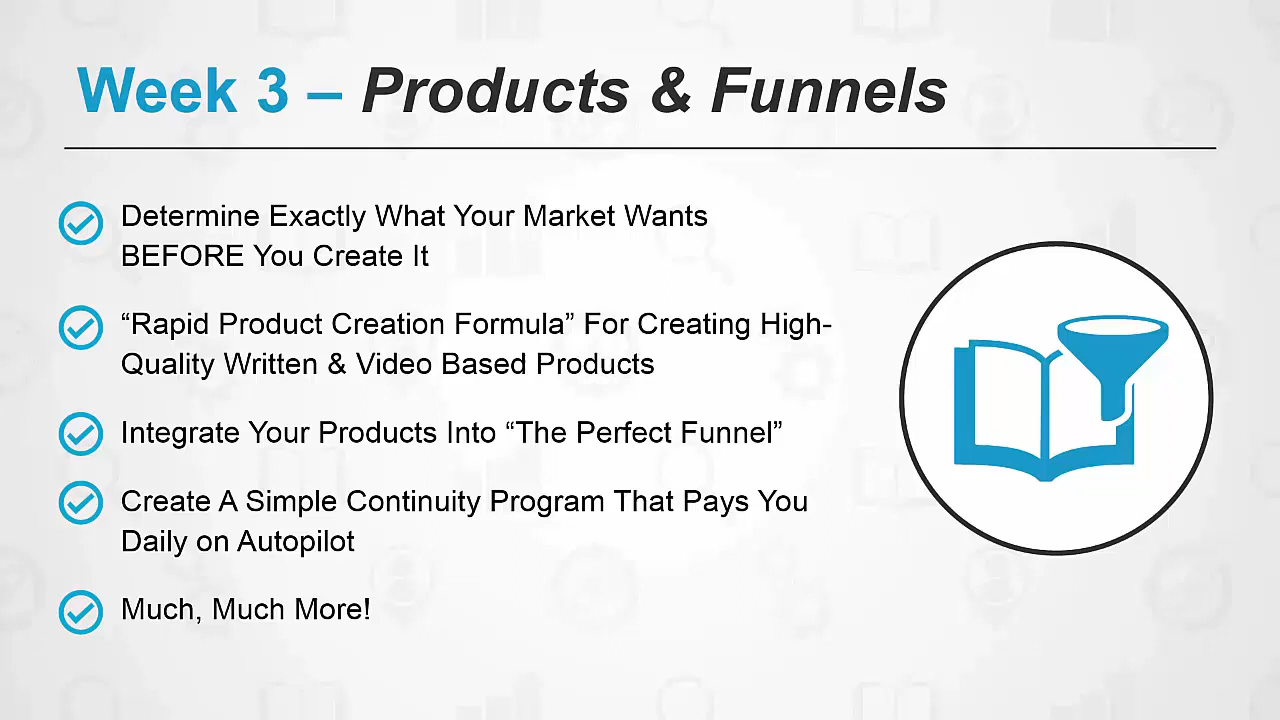 Week 3 – Products & Funnels
Determine Exactly What Your Market Wants
BEFORE You Create It
“Rapid Product Creation Formula” For Creating High-
Quality Written & Video Based Products
Integrate Your Products Into “The Perfect Funnel”
Create A Simple Continuity Program That Pays You
Daily on Autopilot
Much, Much More!